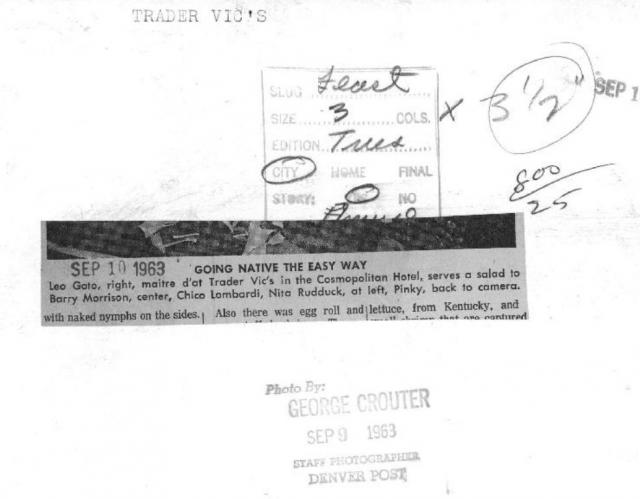 TRADER VIC'S
SLUG Feast
SIZE 3 COLS. X 3 1/2"
SEP 1
EDITION Tues
CITY HOME FINAL
800
25
STORY: NO
SEP 10 1963 GOING NATIVE THE EASY WAY
Leo Gato, right, maitre d'at Trader Vic's in the Cosmopolitan Hotel, serves a salad to
Barry Morrison, center, Chico Lombardi, Nita Rudduck, at left, Pinky, back to camera.
with naked nymphs on the sides. Also there was egg roll and lettuce, from Kentucky, and
that are captured
Photo By:
GEORGE CROUTER
SEP 9 1963
STAFF PHOTOGRAPHER
DENVER POST